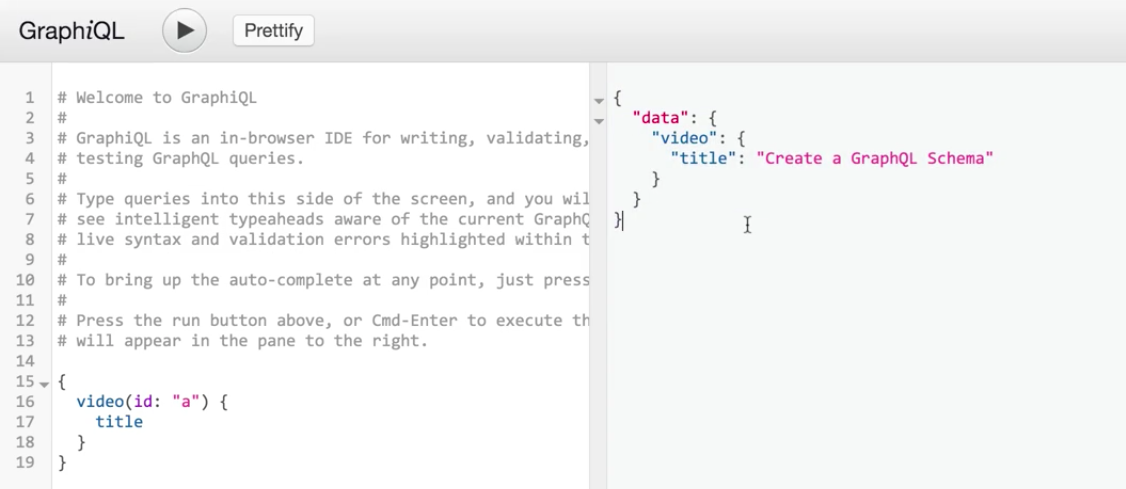 GraphiQL
Prettify
1 # Welcome to GraphiQL
2 #
3 # GraphiQL is an in-browser IDE for writing, validating,
4 # testing GraphQL queries.
5 #
6 # Type queries into this side of the screen, and you wil
7 # see intelligent typeaheads aware of the current GraphQ
8 # live syntax and validation errors highlighted within t
9 #
10 # To bring up the auto-complete at any point, just press
11 #
12 # Press the run button above, or Cmd-Enter to execute th
13 # will appear in the pane to the right.
14
15 {
16 video(id: "a") {
17 title
18 }
19 }
{
"data": {
"video": {
"title": "Create a GraphQL Schema"
}
}
}